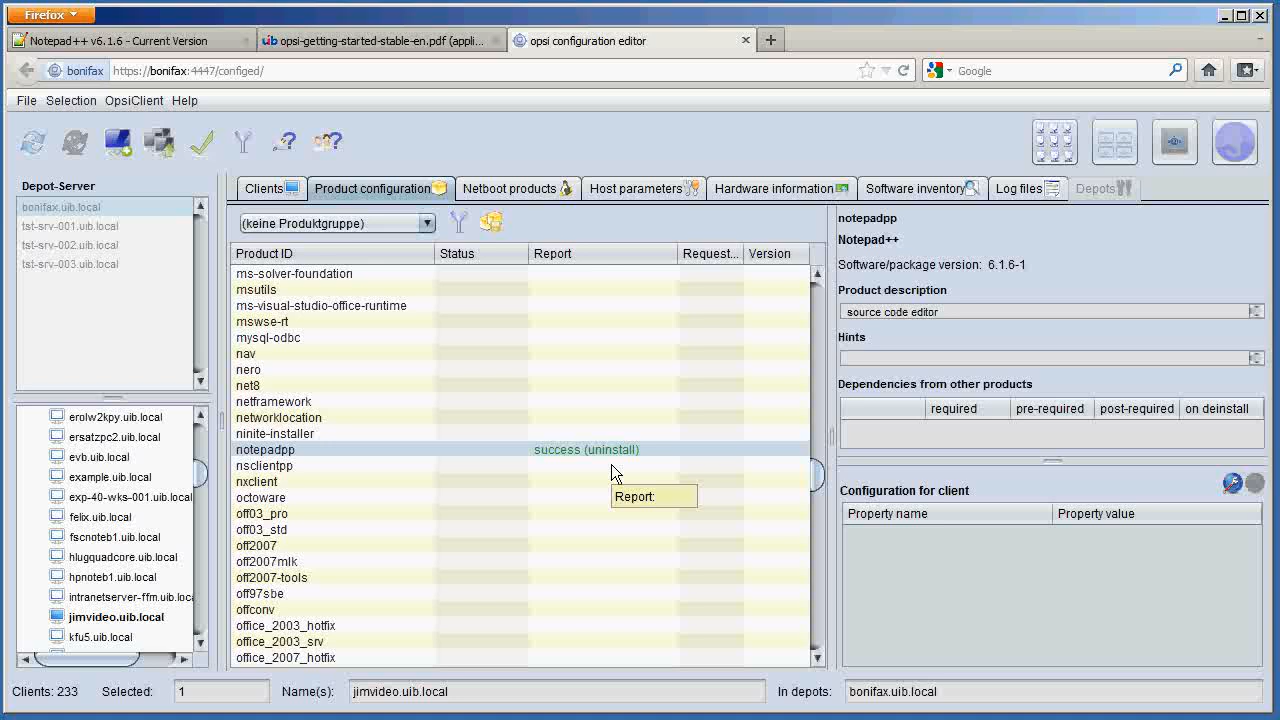 Firefox
Notepad++ v6.1.6 - Current Version
ub opsi-getting-started-stable-en.pdf (appli...
opsi configuration editor
bonifax
https://bonifax:4447/configed/
Google
File Selection OpsiClient Help
Depot-Server
bonifax.uib.local
tst-srv-001.uib.local
tst-srv-002.uib.local
tst-srv-003.uib.local
erolw2kpy.uib.local
ersatzpc2.uib.local
evb.uib.local
example.uib.local
exp-40-wks-001.uib.local
felix.uib.local
fscnoteb1.uib.local
hlugquadcore.uib.local
hpnoteb1.uib.local
intranetserver-ffm.uib.loca
jimvideo.uib.local
kfu5.uib.local
Clients Product configuration Netboot products Host parameters Hardware information Software inventory Log files Depots
(keine Produktgruppe)
Product ID Status Report Request... Version
ms-solver-foundation
msutils
ms-visual-studio-office-runtime
mswse-rt
mysql-odbc
nav
nero
net8
netframework
networklocation
ninite-installer
notepadpp success (uninstall)
nsclientpp
nxclient
Report:
octoware
off03_pro
off03_std
off2007
off2007mlk
off2007-tools
off97sbe
offconv
office_2003_hotfix
office_2003_srv
office_2007_hotfix
notepadpp
Notepad++
Software/package version: 6.1.6-1
Product description
source code editor
Hints
Dependencies from other products
required pre-required post-required on deinstall
Configuration for client
Property name Property value
Clients: 233 Selected: 1 Name(s): jimvideo.uib.local In depots: bonifax.uib.local